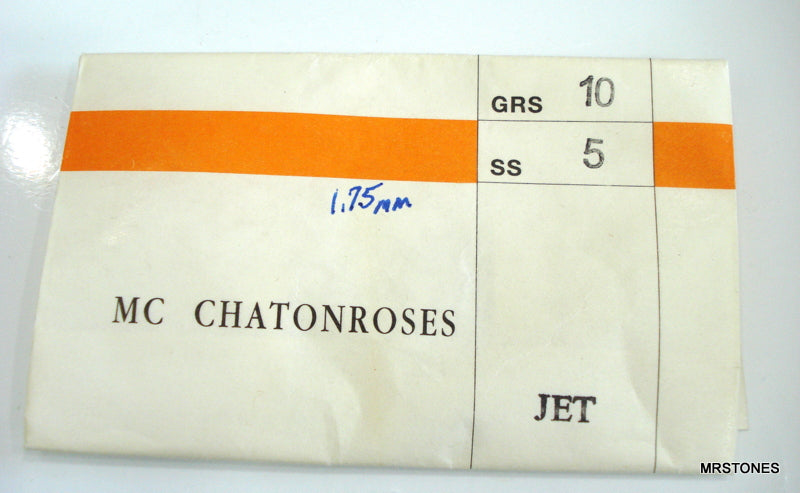 GRS 10
SS 5
1.75mm
MC CHATONROSES
JET
MRSTONES